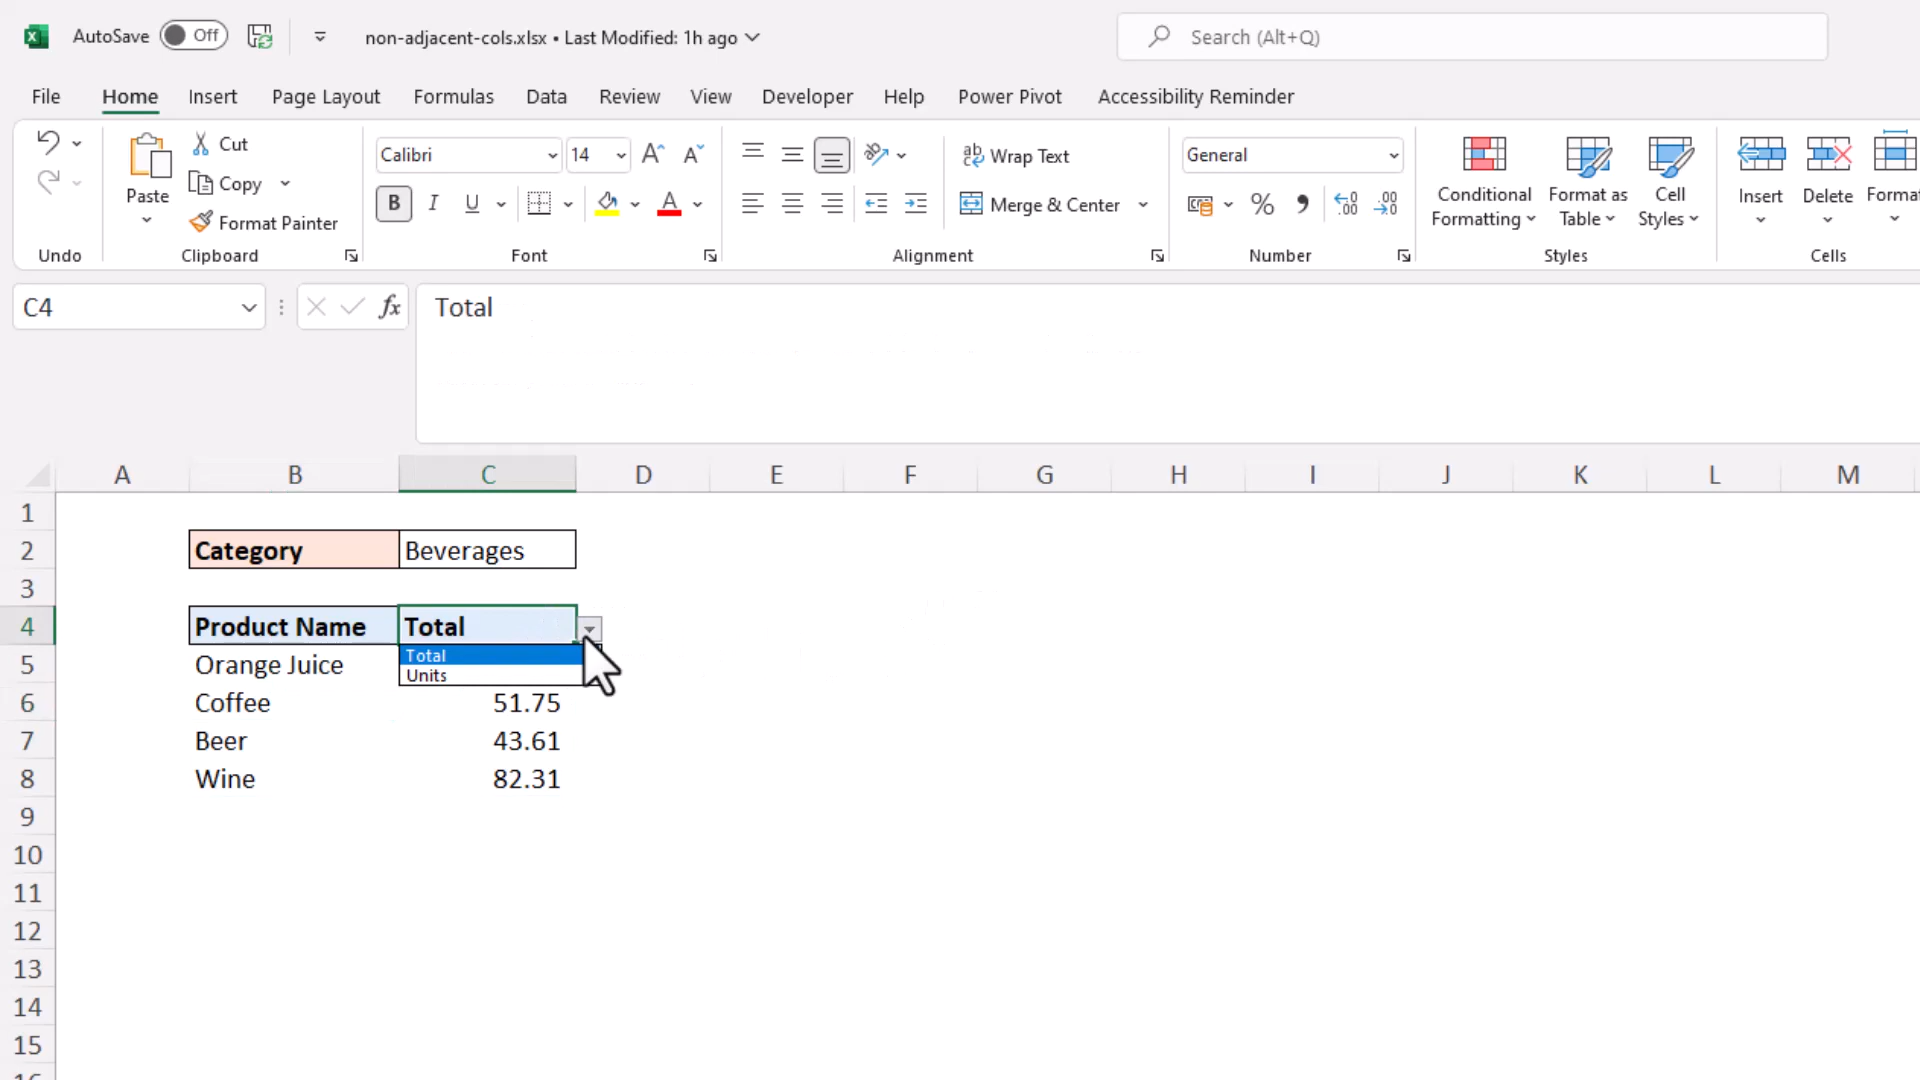 AutoSave Off non-adjacent-cols.xlsx • Last Modified: 1h ago Search (Alt+Q)
File Home Insert Page Layout Formulas Data Review View Developer Help Power Pivot Accessibility Reminder
Cut
Calibri 14 Wrap Text General
Paste Copy Conditional Formatting Format as Table Cell Styles Insert Delete Format
B I U A Merge & Center %
Format Painter
Undo Clipboard Font Alignment Number Styles Cells
C4 fx Total
A B C D E F G H I J K L M
1
2 Category Beverages
3
4 Product Name Total
Total
5 Orange Juice
Units
6 Coffee 51.75
7 Beer 43.61
8 Wine 82.31
9
10
11
12
13
14
15